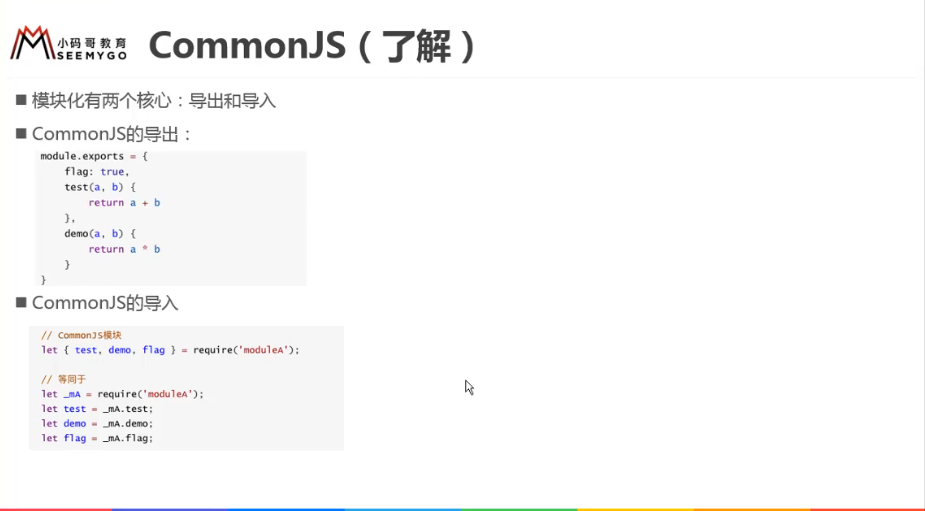 小码哥教育
SEEMYGO
CommonJS（了解）
■ 模块化有两个核心：导出和导入
■ CommonJS的导出：
module.exports = {
    flag: true,
    test(a, b) {
        return a + b
    },
    demo(a, b) {
        return a * b
    }
}
■ CommonJS的导入
// CommonJS模块
let { test, demo, flag } = require('moduleA');
// 等同于
let _mA = require('moduleA');
let test = _mA.test;
let demo = _mA.demo;
let flag = _mA.flag;